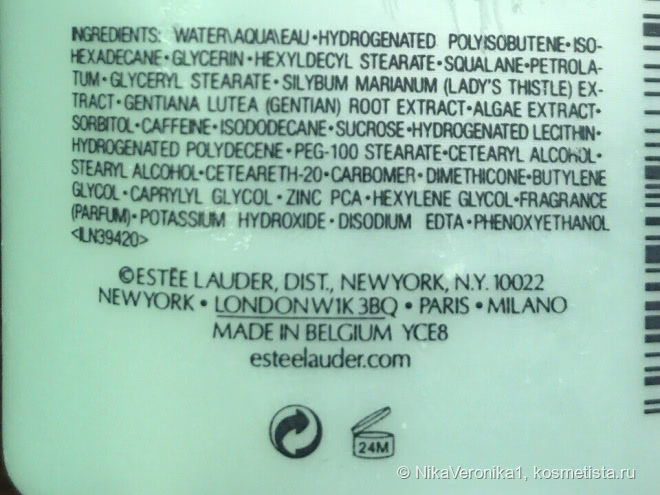 INGREDIENTS: WATER\AQUA\EAU•HYDROGENATED POLYISOBUTENE•ISO-
HEXADECANE•GLYCERIN•HEXYLDECYL STEARATE•SQUALANE•PETROLA-
TUM•GLYCERYL STEARATE•SILYBUM MARIANUM (LADY'S THISTLE) EX-
TRACT•GENTIANA LUTEA (GENTIAN) ROOT EXTRACT•ALGAE EXTRACT•
SORBITOL•CAFFEINE•ISODODECANE•SUCROSE•HYDROGENATED LECITHIN•
HYDROGENATED POLYDECENE•PEG-100 STEARATE•CETEARYL ALCOHOL•
STEARYL ALCOHOL•CETEARETH-20•CARBOMER•DIMETHICONE•BUTYLENE
GLYCOL•CAPRYLYL GLYCOL•ZINC PCA•HEXYLENE GLYCOL•FRAGRANCE
(PARFUM)•POTASSIUM HYDROXIDE•DISODIUM EDTA•PHENOXYETHANOL
<ILN39420>
©ESTĒE LAUDER, DIST., NEW YORK, N.Y. 10022
NEW YORK • LONDON W1K 3BQ • PARIS • MILANO
MADE IN BELGIUM YCE8
esteelauder.com
24M
© NikaVeronika1, kosmetista.ru